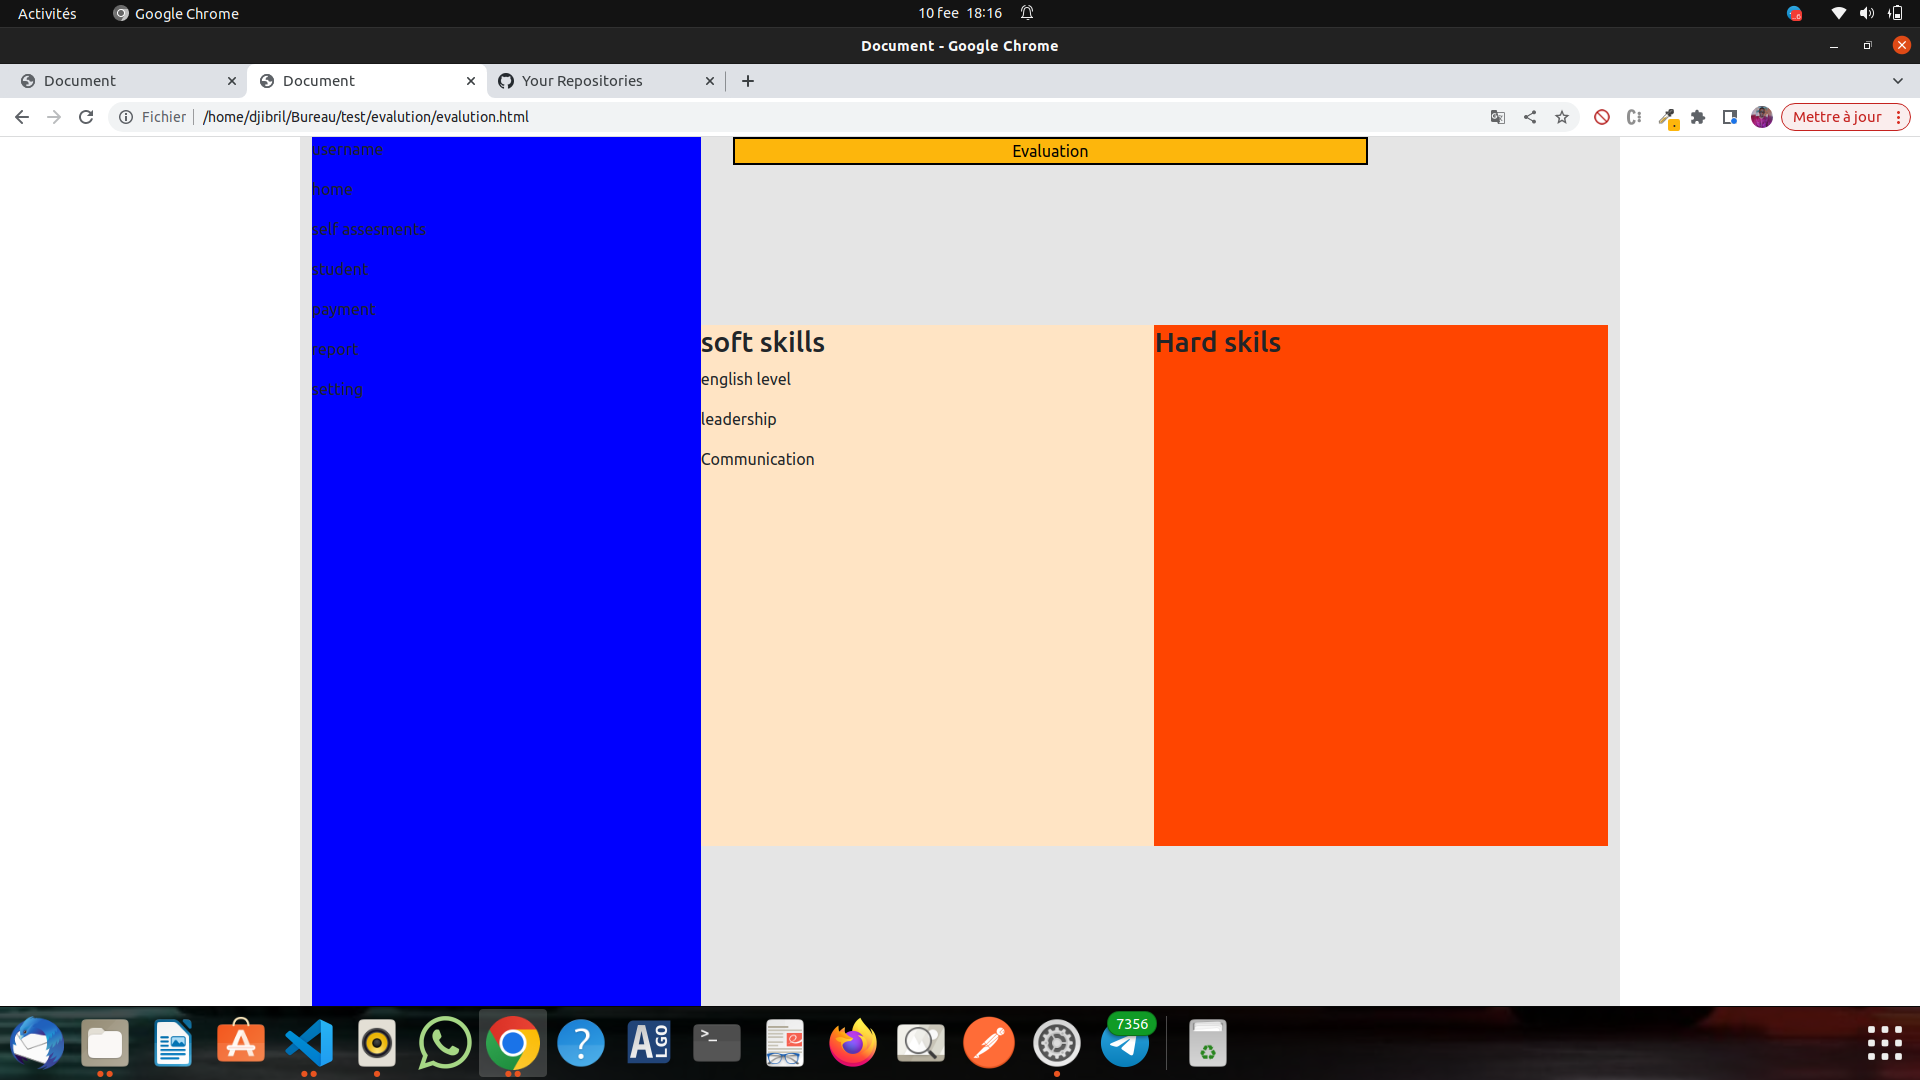 Activités Google Chrome 10 fee 18:16
Document - Google Chrome
Document Document Your Repositories
Fichier /home/djibril/Bureau/test/evalution/evalution.html Mettre à jour
username
home
self assesments
student
payment
report
setting
Evaluation
soft skills
english level
leadership
Communication
Hard skils
A LGO
>_
7356